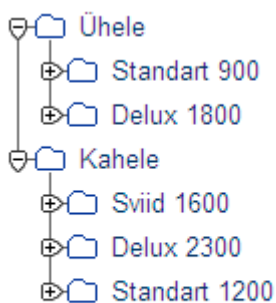 Ühele
Standart 900
Delux 1800
Kahele
Sviid 1600
Delux 2300
Standart 1200